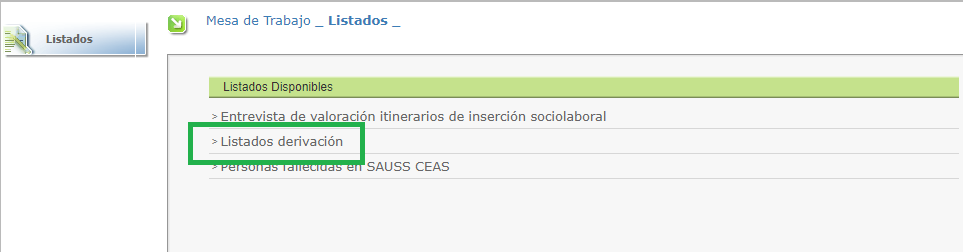 Mesa de Trabajo _ Listados _
Listados
Listados Disponibles
> Entrevista de valoración itinerarios de inserción sociolaboral
> Listados derivación
> Personas fallecidas en SAUSS CEAS